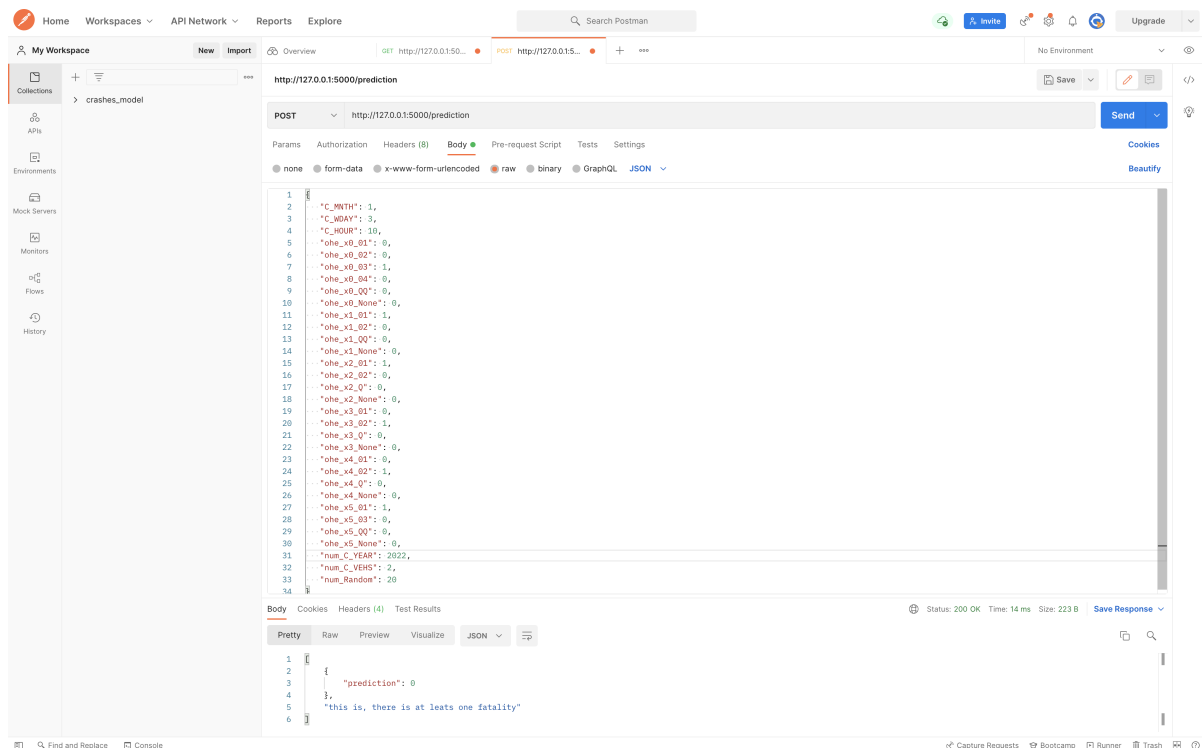 Home Workspaces API Network Reports Explore Search Postman Invite Upgrade
My Workspace New Import Overview GET http://127.0.0.1:50... POST http://127.0.0.1:5... No Environment
Collections
APIs
Environments
Mock Servers
Monitors
Flows
History
crashes_model
http://127.0.0.1:5000/prediction Save
POST http://127.0.0.1:5000/prediction Send
Params Authorization Headers (8) Body Pre-request Script Tests Settings Cookies
none form-data x-www-form-urlencoded raw binary GraphQL JSON Beautify
1 {
2 "C_MNTH": 1,
3 "C_WDAY": 3,
4 "C_HOUR": 10,
5 "ohe_x0_01": 0,
6 "ohe_x0_02": 0,
7 "ohe_x0_03": 1,
8 "ohe_x0_04": 0,
9 "ohe_x0_QQ": 0,
10 "ohe_x0_None": 0,
11 "ohe_x1_01": 1,
12 "ohe_x1_02": 0,
13 "ohe_x1_QQ": 0,
14 "ohe_x1_None": 0,
15 "ohe_x2_01": 1,
16 "ohe_x2_02": 0,
17 "ohe_x2_Q": 0,
18 "ohe_x2_None": 0,
19 "ohe_x3_01": 0,
20 "ohe_x3_02": 1,
21 "ohe_x3_Q": 0,
22 "ohe_x3_None": 0,
23 "ohe_x4_01": 0,
24 "ohe_x4_02": 1,
25 "ohe_x4_Q": 0,
26 "ohe_x4_None": 0,
27 "ohe_x5_01": 1,
28 "ohe_x5_03": 0,
29 "ohe_x5_QQ": 0,
30 "ohe_x5_None": 0,
31 "num_C_YEAR": 2022,
32 "num_C_VEHS": 2,
33 "num_Random": 20
34 }
Body Cookies Headers (4) Test Results Status: 200 OK Time: 14 ms Size: 223 B Save Response
Pretty Raw Preview Visualize JSON
1 [
2 {
3 "prediction": 0
4 },
5 "this is, there is at leats one fatality"
6 ]
Find and Replace Console Capture Requests Bootcamp Runner Trash